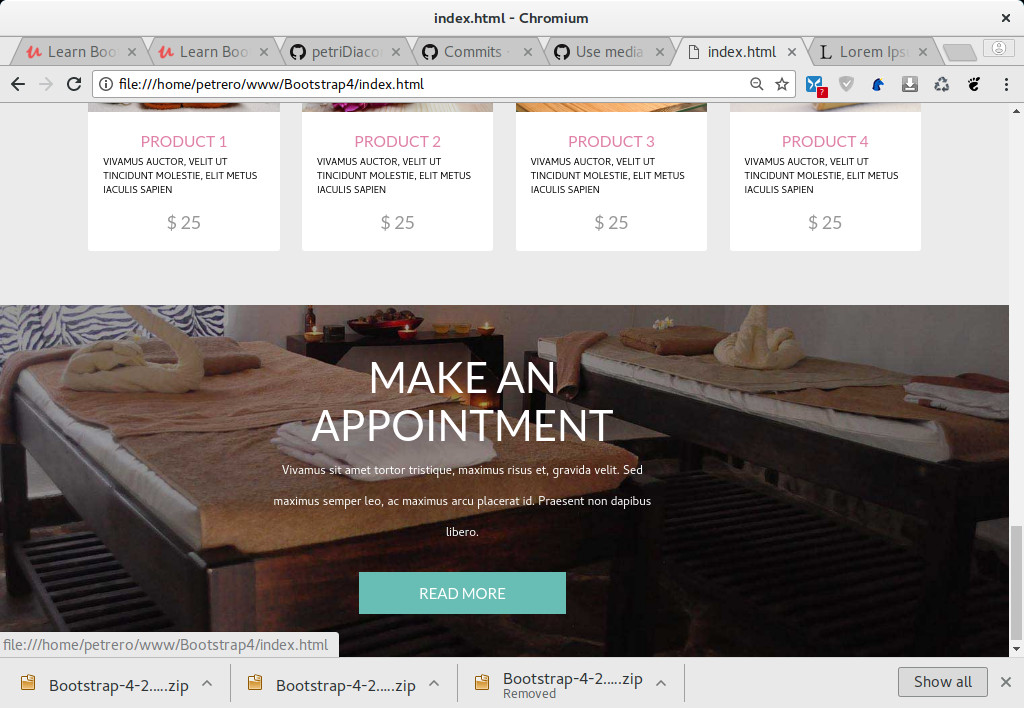 index.html - Chromium
Learn Boo
Learn Boo
petriDiaco
Commits ·
Use media
index.html
Lorem Ips
file:///home/petrero/www/Bootstrap4/index.html
?
PRODUCT 1
VIVAMUS AUCTOR, VELIT UT
TINCIDUNT MOLESTIE, ELIT METUS
IACULIS SAPIEN
$ 25
PRODUCT 2
VIVAMUS AUCTOR, VELIT UT
TINCIDUNT MOLESTIE, ELIT METUS
IACULIS SAPIEN
$ 25
PRODUCT 3
VIVAMUS AUCTOR, VELIT UT
TINCIDUNT MOLESTIE, ELIT METUS
IACULIS SAPIEN
$ 25
PRODUCT 4
VIVAMUS AUCTOR, VELIT UT
TINCIDUNT MOLESTIE, ELIT METUS
IACULIS SAPIEN
$ 25
MAKE AN
APPOINTMENT
Vivamus sit amet tortor tristique, maximus risus et, gravida velit. Sed
maximus semper leo, ac maximus arcu placerat id. Praesent non dapibus
libero.
READ MORE
file:///home/petrero/www/Bootstrap4/index.html
Bootstrap-4-2.....zip
Bootstrap-4-2.....zip
Bootstrap-4-2.....zip
Removed
Show all